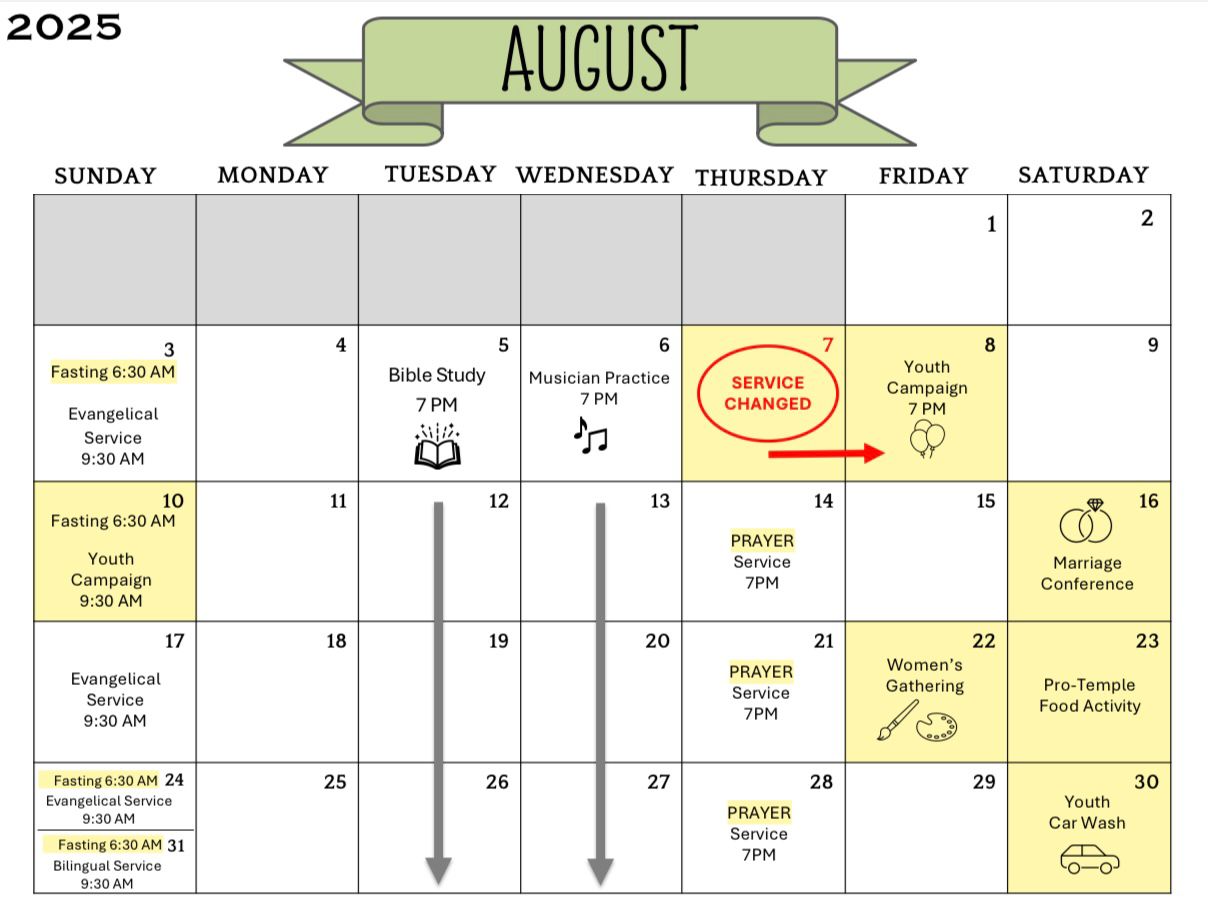 2025
AUGUST
SUNDAY
MONDAY
TUESDAY
WEDNESDAY
THURSDAY
FRIDAY
SATURDAY
1
2
3
Fasting 6:30 AM
Evangelical
Service
9:30 AM
4
5
Bible Study
7 PM
6
Musician Practice
7 PM
7
SERVICE
CHANGED
8
Youth
Campaign
7 PM
9
10
Fasting 6:30 AM
Youth
Campaign
9:30 AM
11
12
13
14
PRAYER
Service
7PM
15
16
Marriage
Conference
17
Evangelical
Service
9:30 AM
18
19
20
21
PRAYER
Service
7PM
22
Women’s
Gathering
23
Pro-Temple
Food Activity
Fasting 6:30 AM 24
Evangelical Service
9:30 AM
Fasting 6:30 AM 31
Bilingual Service
9:30 AM
25
26
27
28
PRAYER
Service
7PM
29
30
Youth
Car Wash